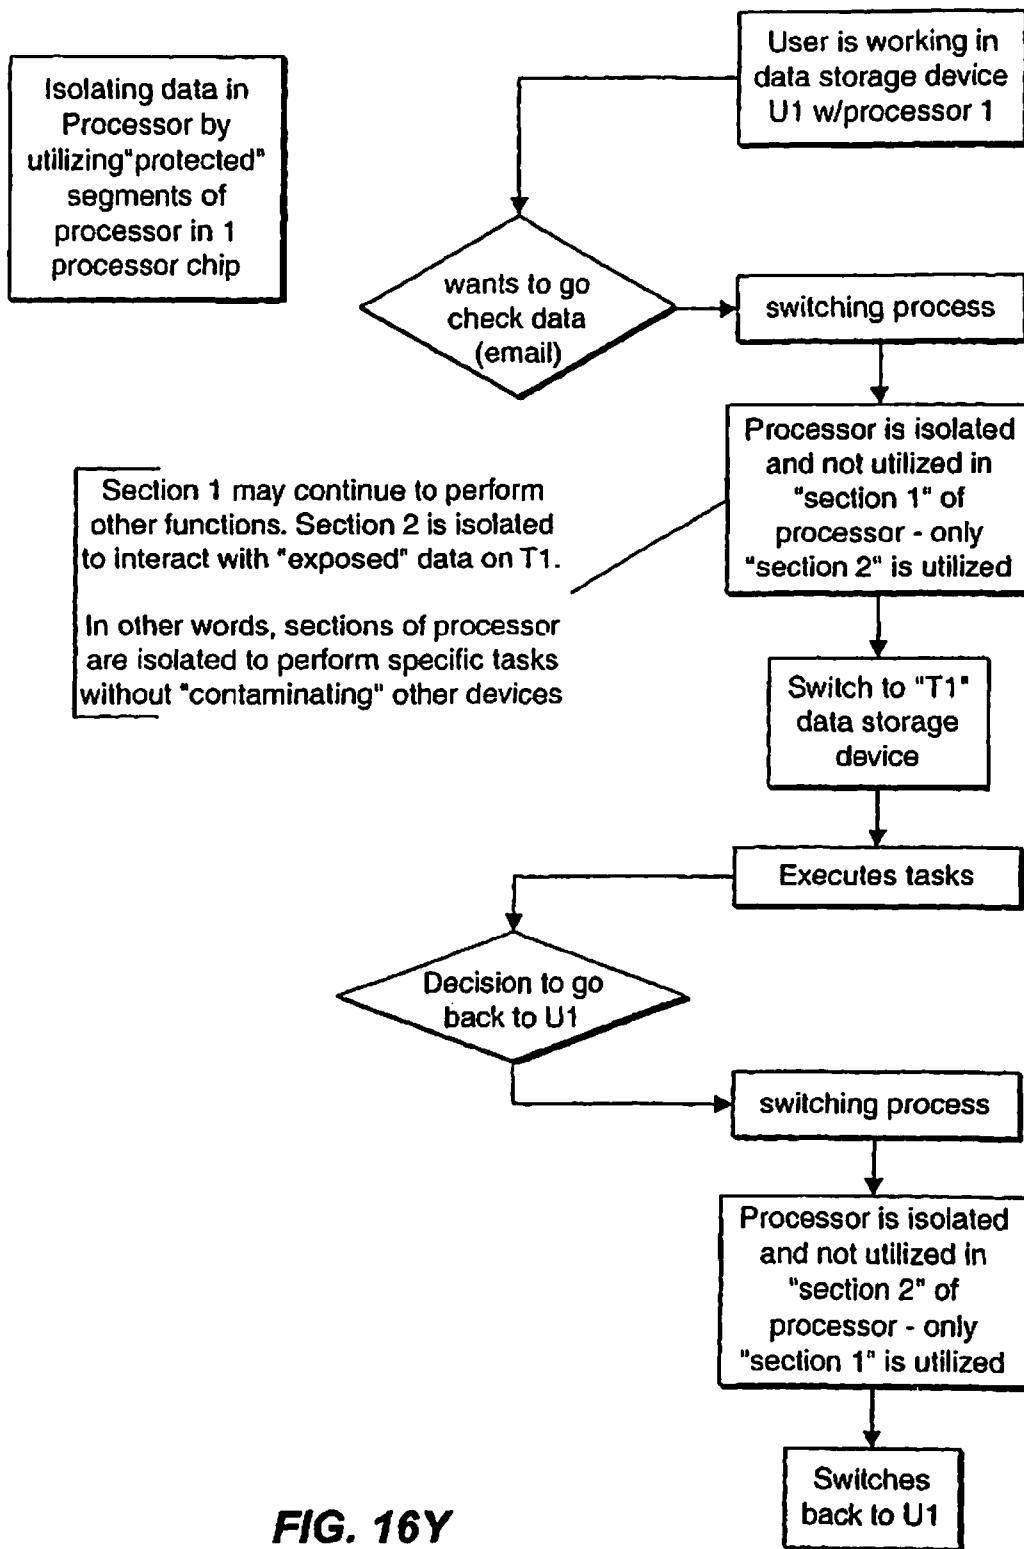 Isolating data in
Processor by
utilizing"protected"
segments of
processor in 1
processor chip
User is working in
data storage device
U1 w/processor 1
wants to go
check data
(email)
switching process
Processor is isolated
and not utilized in
"section 1" of
processor - only
"section 2" is utilized
Section 1 may continue to perform
other functions. Section 2 is isolated
to interact with "exposed" data on T1.
In other words, sections of processor
are isolated to perform specific tasks
without "contaminating" other devices
Switch to "T1"
data storage
device
Executes tasks
Decision to go
back to U1
switching process
Processor is isolated
and not utilized in
"section 2" of
processor - only
"section 1" is utilized
Switches
back to U1
FIG. 16Y